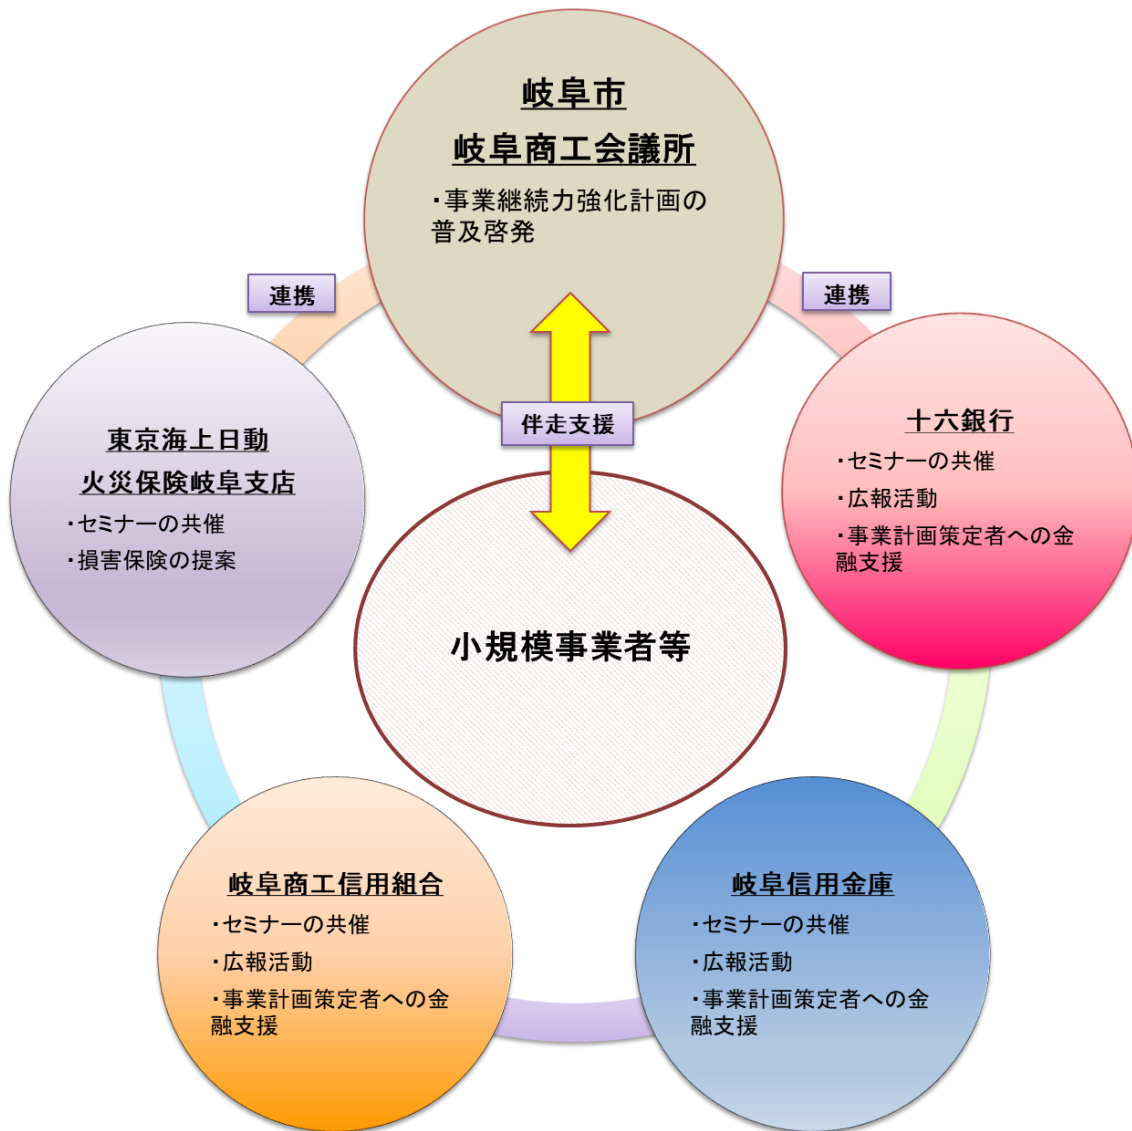 岐阜市
岐阜商工会議所
・事業継続力強化計画の
普及啓発
連携
連携
伴走支援
東京海上日動
火災保険岐阜支店
・セミナーの共催
・損害保険の提案
十六銀行
・セミナーの共催
・広報活動
・事業計画策定者への金
融支援
小規模事業者等
岐阜商工信用組合
・セミナーの共催
・広報活動
・事業計画策定者への金
融支援
岐阜信用金庫
・セミナーの共催
・広報活動
・事業計画策定者への金
融支援